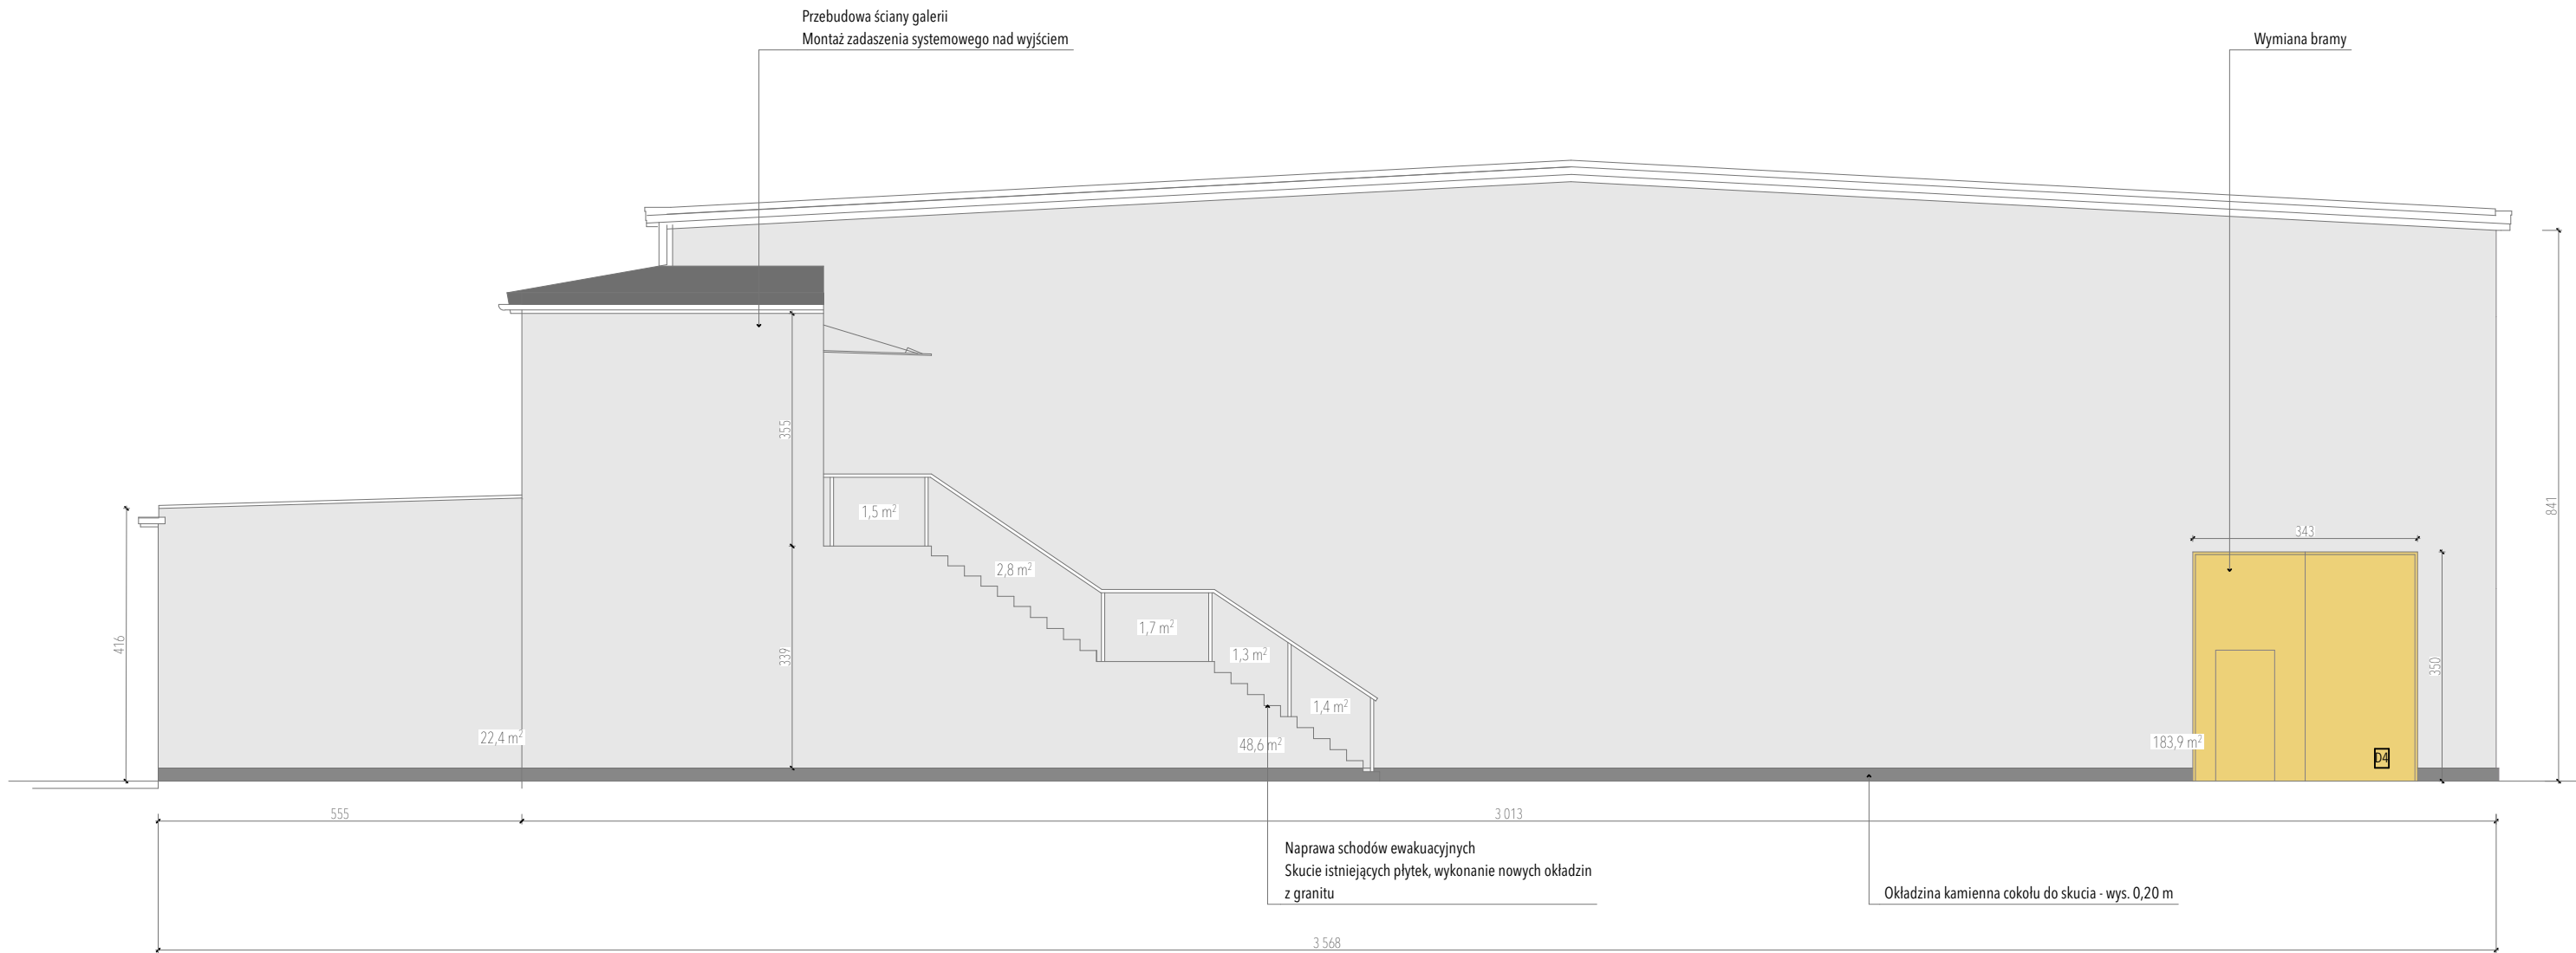 Przebudowa ściany galerii
Montaż zadaszenia systemowego nad wyjściem
Wymiana bramy
355
841
1,5 m²
343
2,8 m²
416
1,7 m²
339
1,3 m²
350
1,4 m²
22,4 m²
48,6 m²
183,9 m²
D4
555
3 013
Naprawa schodów ewakuacyjnych
Skucie istniejących płytek, wykonanie nowych okładzin
z granitu
Okładzina kamienna cokołu do skucia - wys. 0,20 m
3 568